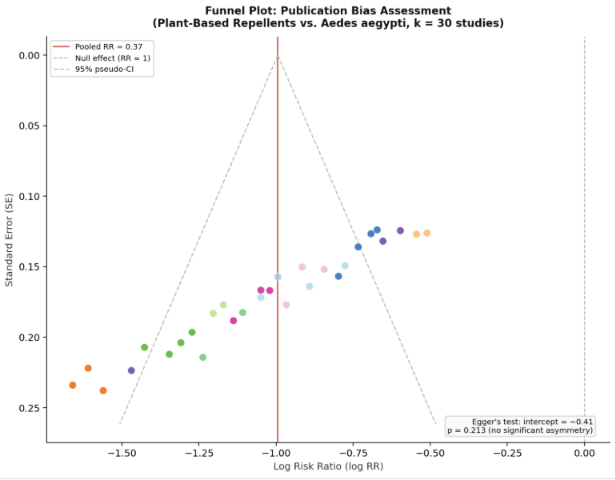 Funnel Plot: Publication Bias Assessment
(Plant-Based Repellents vs. Aedes aegypti, k = 30 studies)
Pooled RR = 0.37
Null effect (RR = 1)
95% pseudo-CI
0.00
0.05
0.10
0.15
0.20
0.25
Standard Error (SE)
Egger's test: intercept = −0.41
p = 0.213 (no significant asymmetry)
−1.50
−1.25
−1.00
−0.75
−0.50
−0.25
0.00
Log Risk Ratio (log RR)